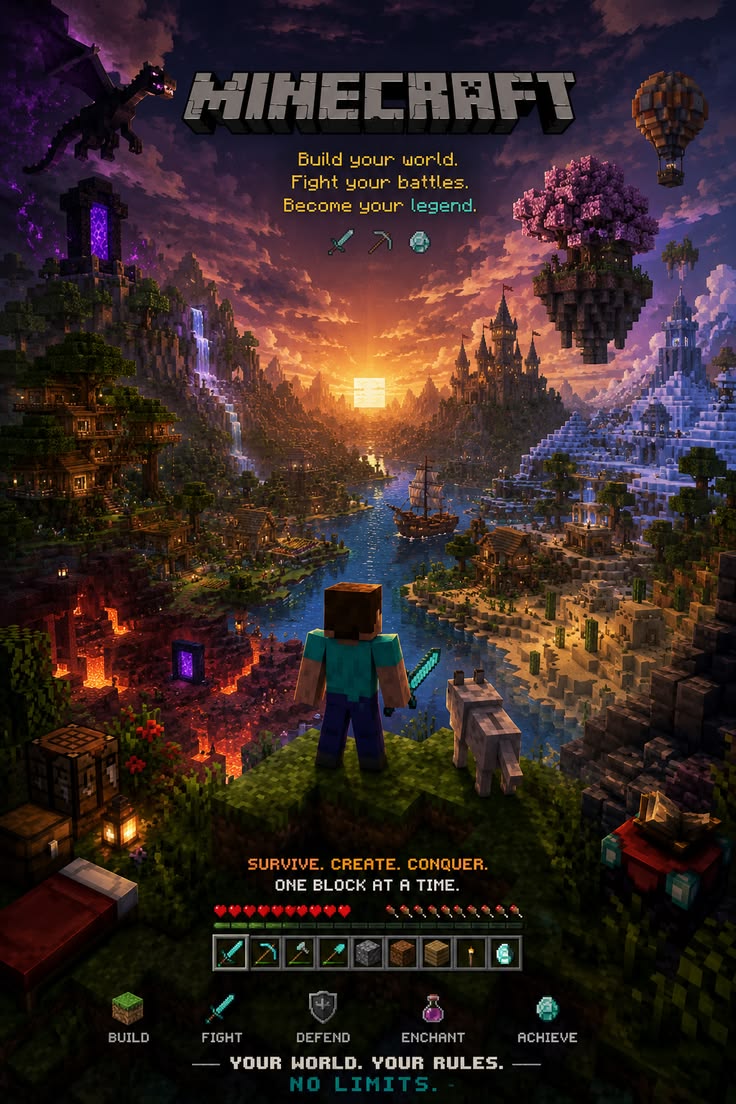 MINECRAFT
Build your world.
Fight your battles.
Become your legend.
SURVIVE. CREATE. CONQUER.
ONE BLOCK AT A TIME.
BUILD
FIGHT
DEFEND
ENCHANT
ACHIEVE
YOUR WORLD. YOUR RULES.
NO LIMITS.